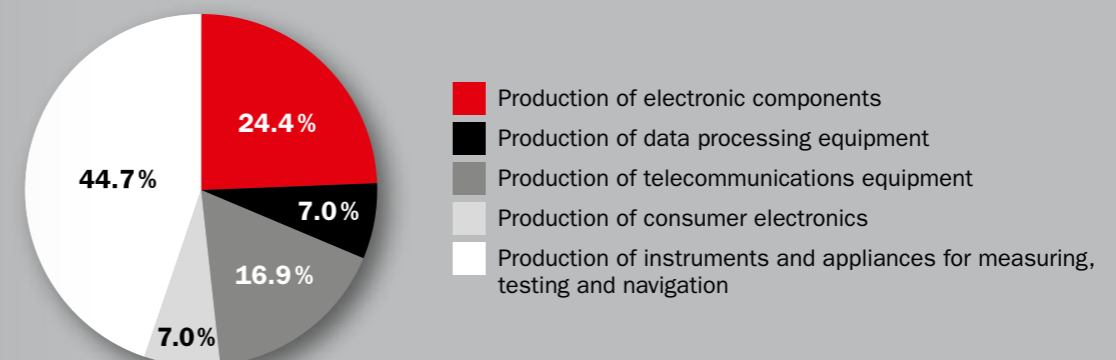 24.4%
7.0%
16.9%
7.0%
44.7%
Production of electronic components
Production of data processing equipment
Production of telecommunications equipment
Production of consumer electronics
Production of instruments and appliances for measuring,
testing and navigation